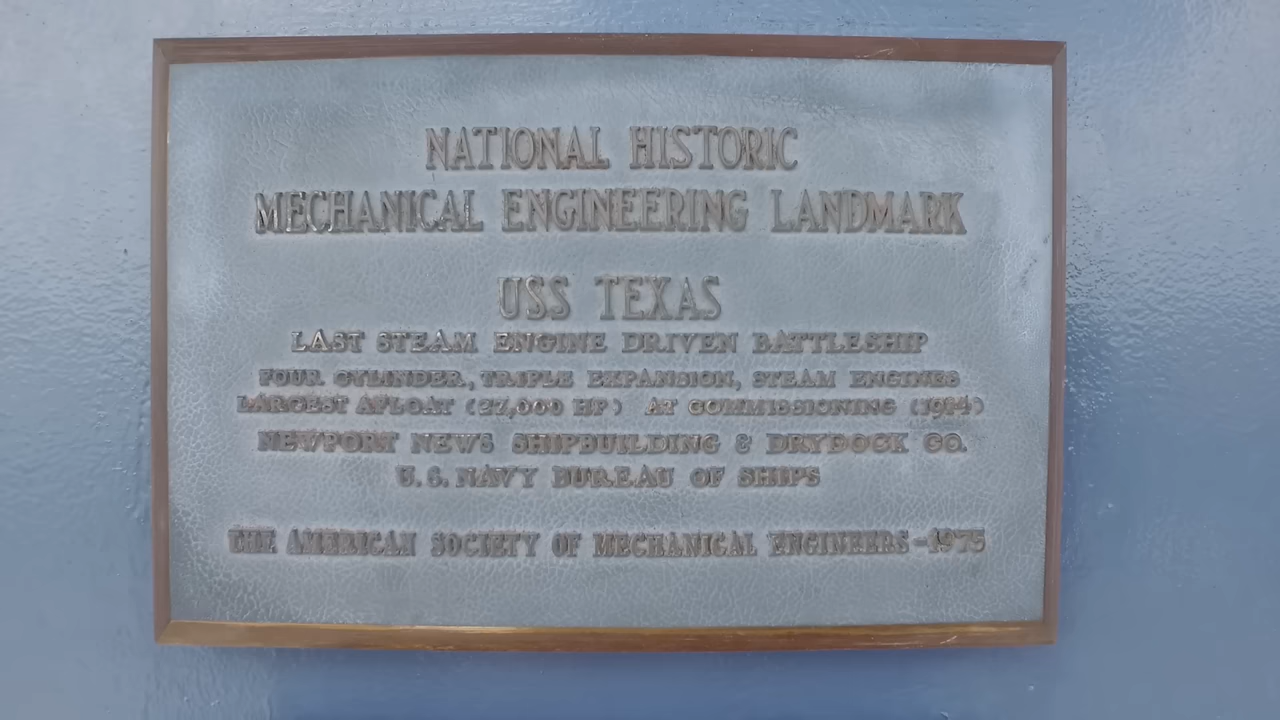 NATIONAL HISTORIC
MECHANICAL ENGINEERING LANDMARK
USS TEXAS
LAST STEAM ENGINE DRIVEN BATTLESHIP
FOUR CYLINDER, TRIPLE EXPANSION, STEAM ENGINES
LARGEST AFLOAT (27,000 HP) AT COMMISSIONING (1914)
NEWPORT NEWS SHIPBUILDING & DRYDOCK CO.
U.S. NAVY BUREAU OF SHIPS
THE AMERICAN SOCIETY OF MECHANICAL ENGINEERS-1975